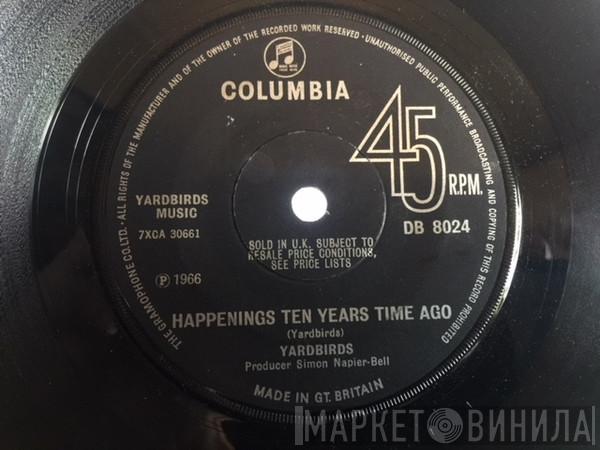 THE GRAMOPHONE CO. LTD. · ALL RIGHTS OF THE MANUFACTURER AND OF THE OWNER OF THE RECORDED WORK RESERVED · UNAUTHORISED PUBLIC PERFORMANCE BROADCASTING AND COPYING OF THIS RECORD PROHIBITED
COLUMBIA
45
R.P.M.
YARDBIRDS
MUSIC
7XCA 30661
DB 8024
SOLD IN U.K. SUBJECT TO
RESALE PRICE CONDITIONS,
SEE PRICE LISTS
Ⓟ 1966
HAPPENINGS TEN YEARS TIME AGO
(Yardbirds)
YARDBIRDS
Producer Simon Napier-Bell
MADE IN GT. BRITAIN
МАРКЕТ ВИНИЛА